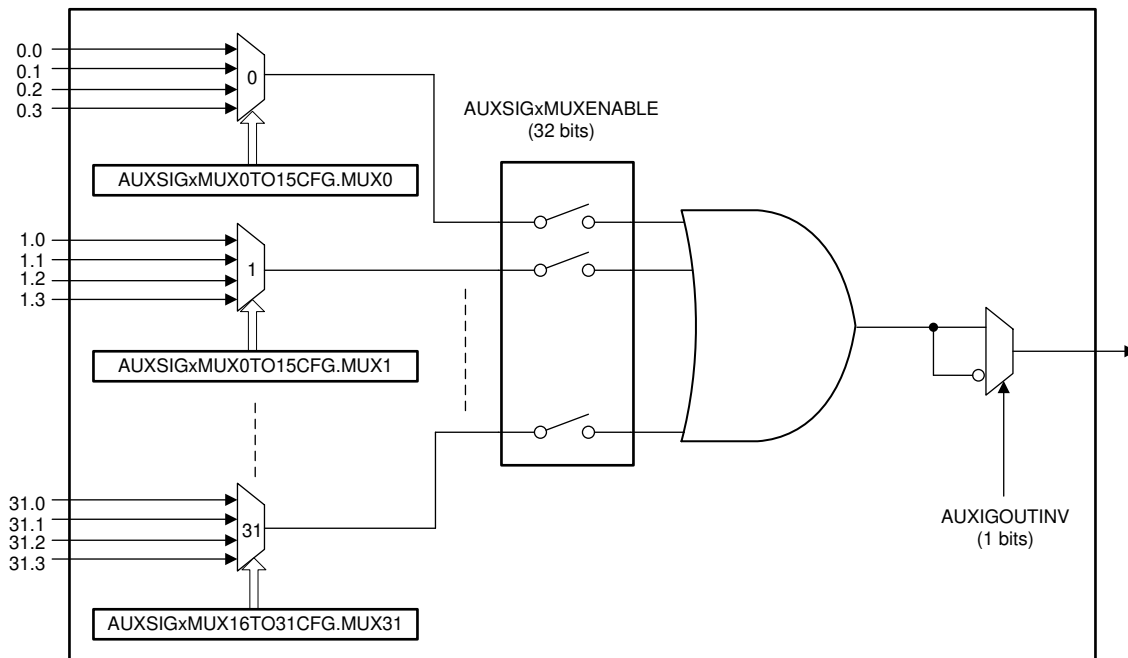 0.0
0.1
0.2
0.3
0
AUXSIGxMUX0TO15CFG.MUX0
1.0
1.1
1.2
1.3
1
AUXSIGxMUX0TO15CFG.MUX1
31.0
31.1
31.2
31.3
31
AUXSIGxMUX16TO31CFG.MUX31
AUXSIGxMUXENABLE
(32 bits)
AUXIGOUTINV
(1 bits)